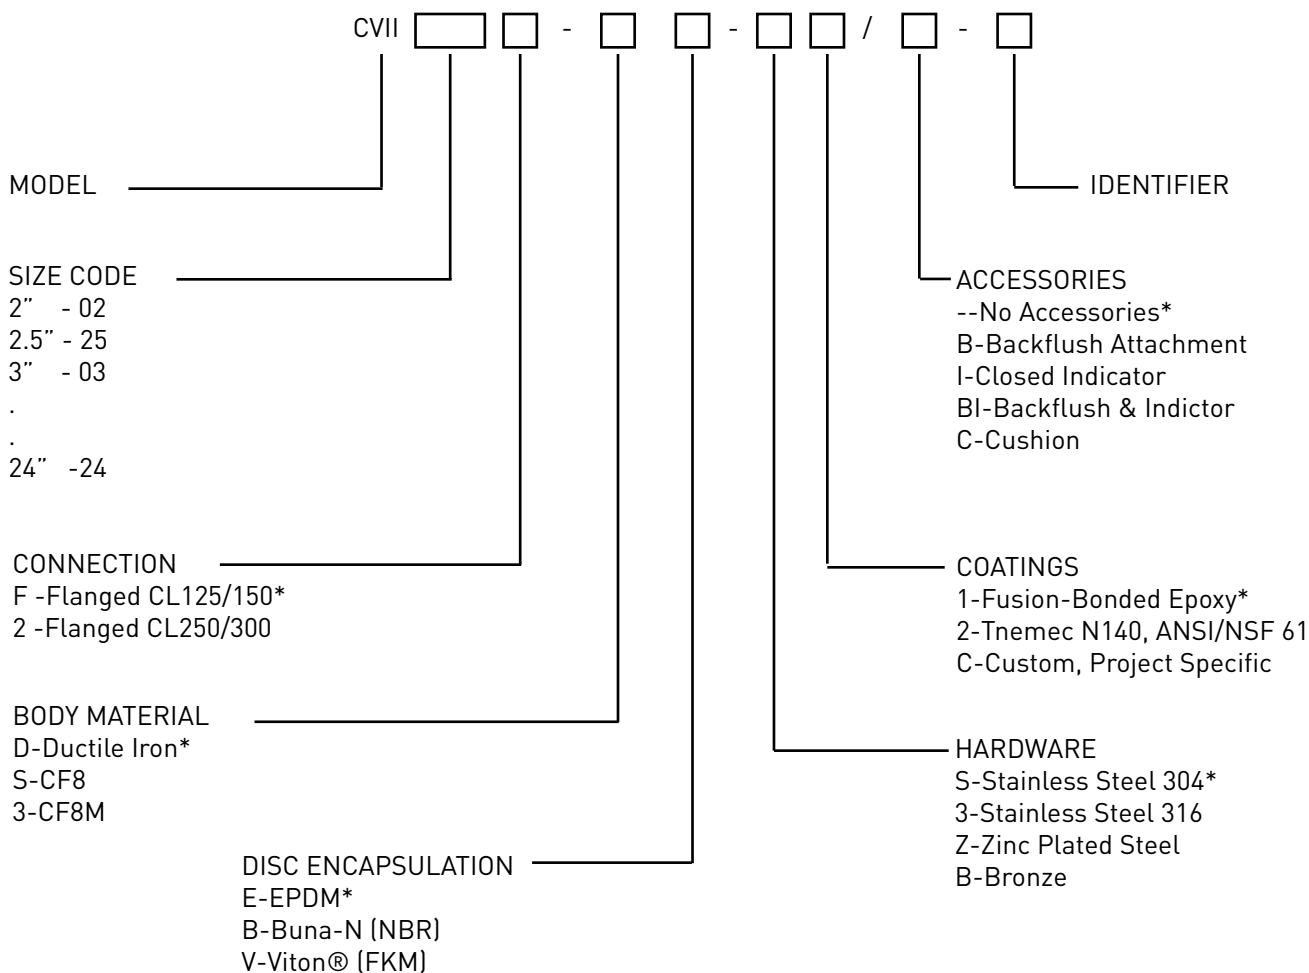 CVII - - / -
MODEL
IDENTIFIER
SIZE CODE
2” - 02
2.5” - 25
3” - 03
.
.
24” -24
ACCESSORIES
--No Accessories*
B-Backflush Attachment
I-Closed Indicator
BI-Backflush & Indictor
C-Cushion
CONNECTION
F -Flanged CL125/150*
2 -Flanged CL250/300
COATINGS
1-Fusion-Bonded Epoxy*
2-Tnemec N140, ANSI/NSF 61
C-Custom, Project Specific
BODY MATERIAL
D-Ductile Iron*
S-CF8
3-CF8M
HARDWARE
S-Stainless Steel 304*
3-Stainless Steel 316
Z-Zinc Plated Steel
B-Bronze
DISC ENCAPSULATION
E-EPDM*
B-Buna-N (NBR)
V-Viton® (FKM)